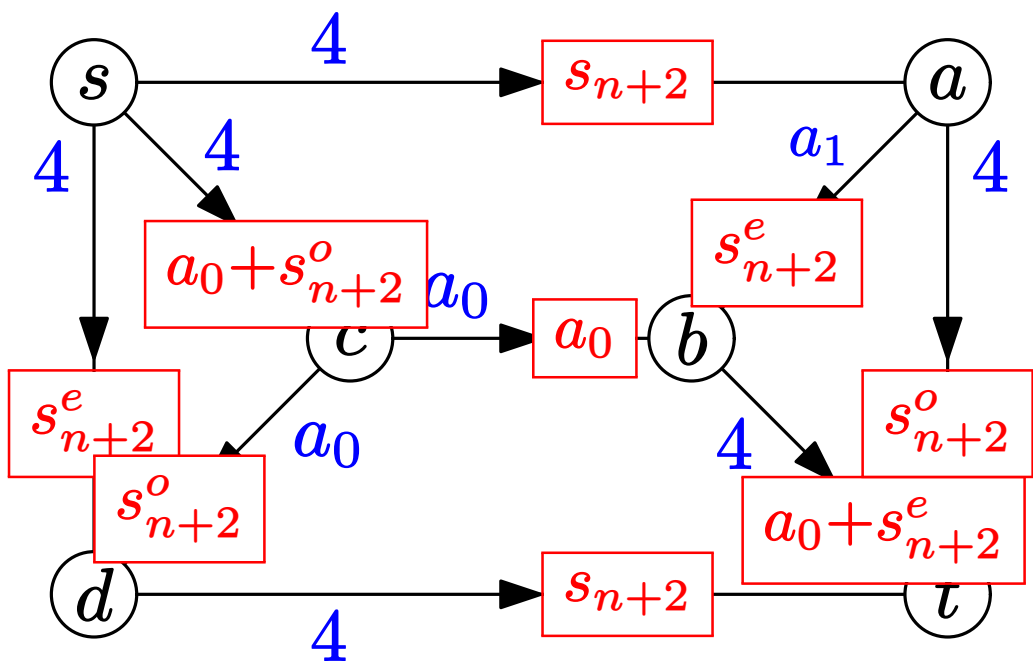 4
s s_{n+2} a
4 4 a_1 4
a_0+s^o_{n+2} a_0 s^e_{n+2}
c a_0 b
s^e_{n+2} a_0 4 s^o_{n+2}
s^o_{n+2} a_0+s^e_{n+2}
d s_{n+2} t
4